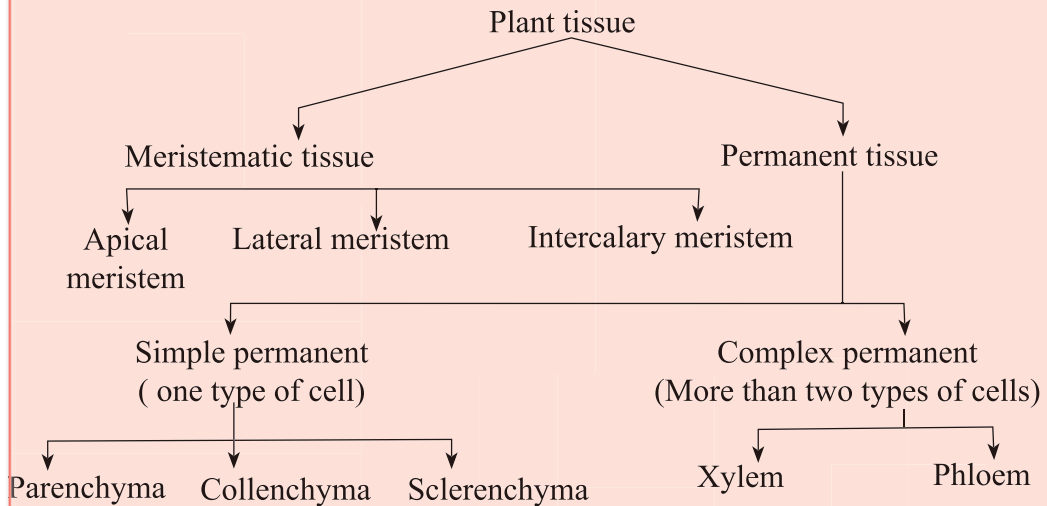 Plant tissue
Meristematic tissue
Permanent tissue
Apical
meristem
Lateral meristem
Intercalary meristem
Simple permanent
( one type of cell)
Complex permanent
(More than two types of cells)
Parenchyma
Collenchyma
Sclerenchyma
Xylem
Phloem